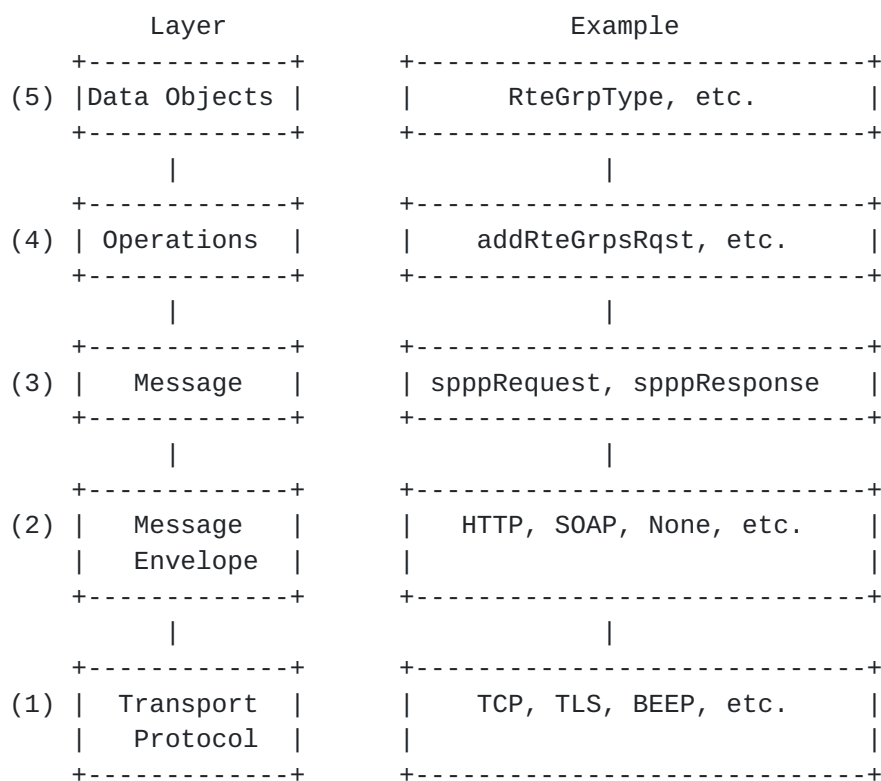 Layer                 Example
    +-------------+      +-----------------------------+
(5) |Data Objects |      |      RteGrpType, etc.       |
    +-------------+      +-----------------------------+
          |                           |
    +-------------+      +-----------------------------+
(4) | Operations  |      |    addRteGrpsRqst, etc.     |
    +-------------+      +-----------------------------+
          |                           |
    +-------------+      +-----------------------------+
(3) |   Message   |      | spppRequest, spppResponse   |
    +-------------+      +-----------------------------+
          |                           |
    +-------------+      +-----------------------------+
(2) |   Message   |      |   HTTP, SOAP, None, etc.    |
    |   Envelope  |      |                             |
    +-------------+      +-----------------------------+
          |                           |
    +-------------+      +-----------------------------+
(1) |  Transport  |      |    TCP, TLS, BEEP, etc.     |
    |   Protocol  |      |                             |
    +-------------+      +-----------------------------+